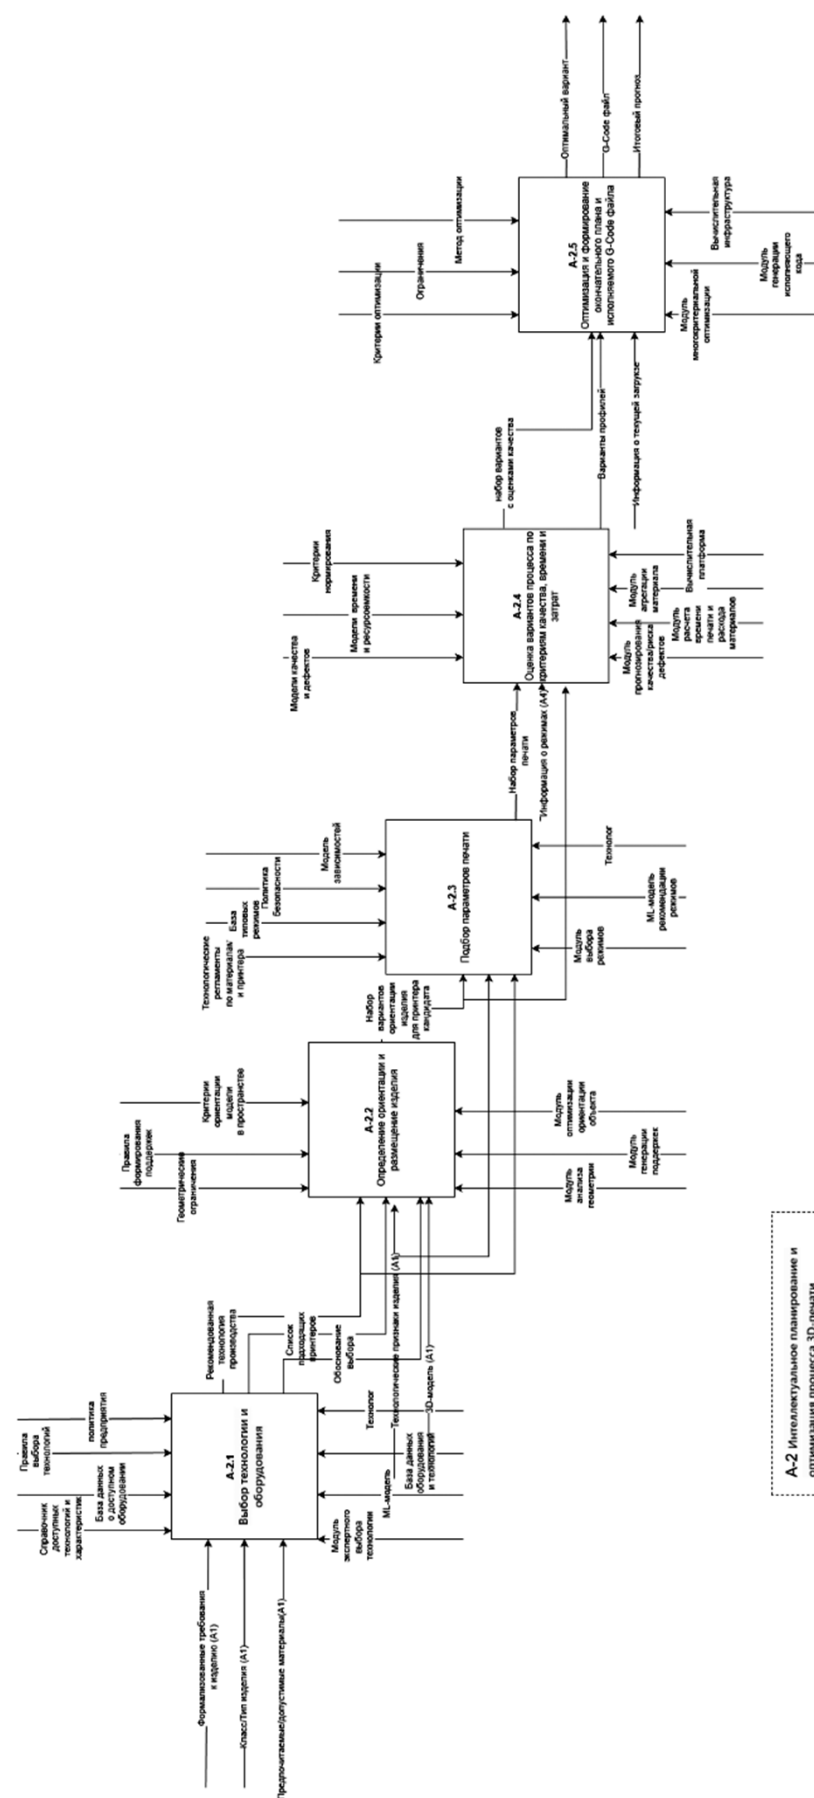 Формализованные требования
к изделию (A1)
Класс/Тип изделия (A1)
Предпочитаемые/допустимые материалы(A1)
Справочник
доступных
технологий и
характеристик
База данных
о доступном
оборудовании
Правила
выбора
технологий
политика
предприятия
A-2.1
Выбор технологии и
оборудования
Модуль
экспертного
выбора
технологии
ML-модель
База данных
оборудования
и технологий
Технолог
Рекомендованная
технология
производства
Список
подходящих
принтеров
Обоснование
выбора
Технологические признаки изделия (A1)
3D-модель (A1)
Геометрические
ограничения
Правила
формирования
поддержек
Критерии
ориентации
модели
в пространстве
A-2.2
Определение ориентации и
размещение изделия
Модуль
анализа
геометрии
Модуль
генерации
поддержек
Модуль
оптимизации
ориентации
объекта
Набор
вариантов
ориентации
изделия
для принтера
кандидата
Технологические
регламенты
по материалак
и принтера
База
типовых
режимов
Политика
безопасности
Модель
зависимостей
A-2.3
Подбор параметров печати
Модуль
выбора
режимов
ML-модель
рекомендации
режимов
Технолог
Набор параметров
печати
Информация о режимах (A4)
Модели качества
и дефектов
Модели времени
и ресурсоемкости
Критерии
нормирования
A-2.4
Оценка вариантов процесса по
критериям качества, времени и
затрат
Модуль
прогнозирования
качества/риска
дефектов
Модуль
расчета
времени
печати и
расхода
материалов
Модуль
агрегации
материала
Вычислительная
платформа
набор вариантов
с оценками качества
Варианты профилей
Информация о текущей загрузке
Критерии оптимизации
Ограничения
Метод оптимизации
A-2.5
Оптимизация и формирование
окончательного плана и
исполняемого G-Code файла
Модуль
многокритериальной
оптимизации
Модуль
генерации
исполняющего
кода
Вычислительная
инфраструктура
Оптимальный вариант
G-Code файл
Итоговый прогноз
A-2 Интеллектуальное планирование и
оптимизация процесса 3D-печати